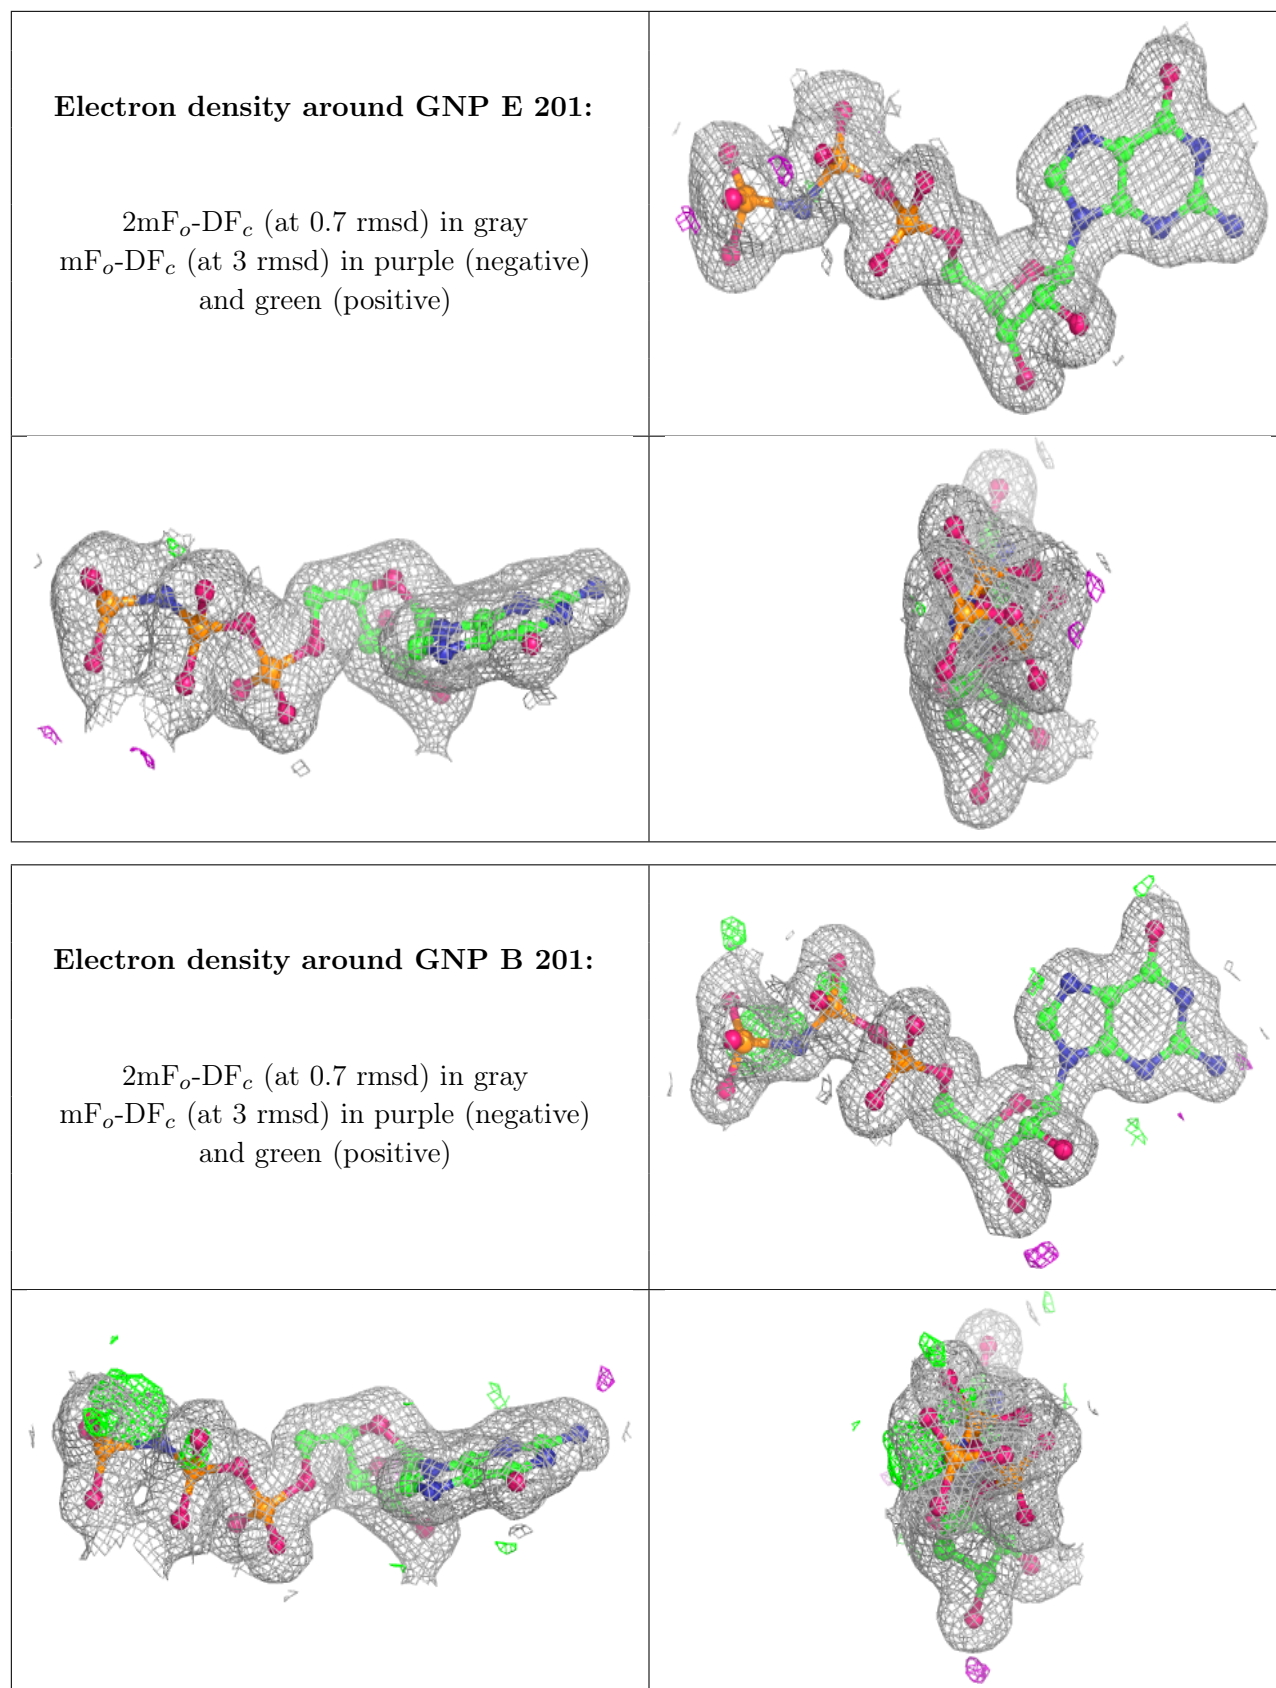 Electron density around GNP E 201:
2mFo-DFc (at 0.7 rmsd) in gray
mFo-DFc (at 3 rmsd) in purple (negative)
and green (positive)
Electron density around GNP B 201:
2mFo-DFc (at 0.7 rmsd) in gray
mFo-DFc (at 3 rmsd) in purple (negative)
and green (positive)